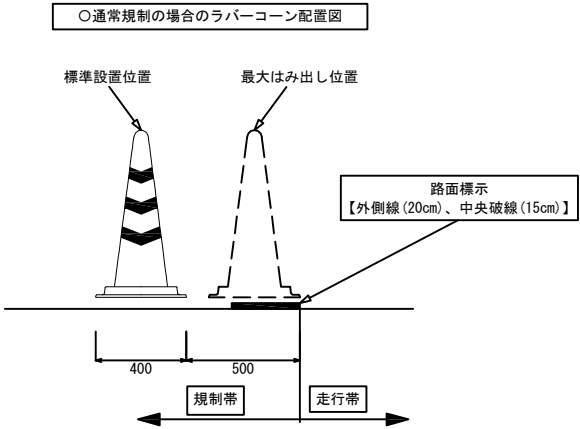 ○通常規制の場合のラバーコーン配置図
標準設置位置
最大はみ出し位置
路面標示
【外側線(20cm)、中央破線(15cm)】
400
500
規制帯
走行帯